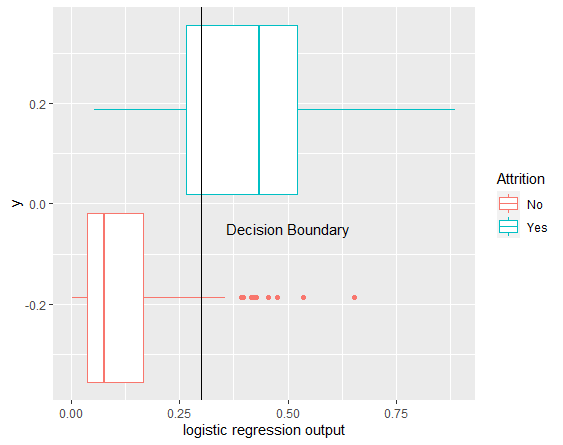 y
0.2
0.0
-0.2
Decision Boundary
0.00
0.25
0.50
0.75
logistic regression output
Attrition
No
Yes